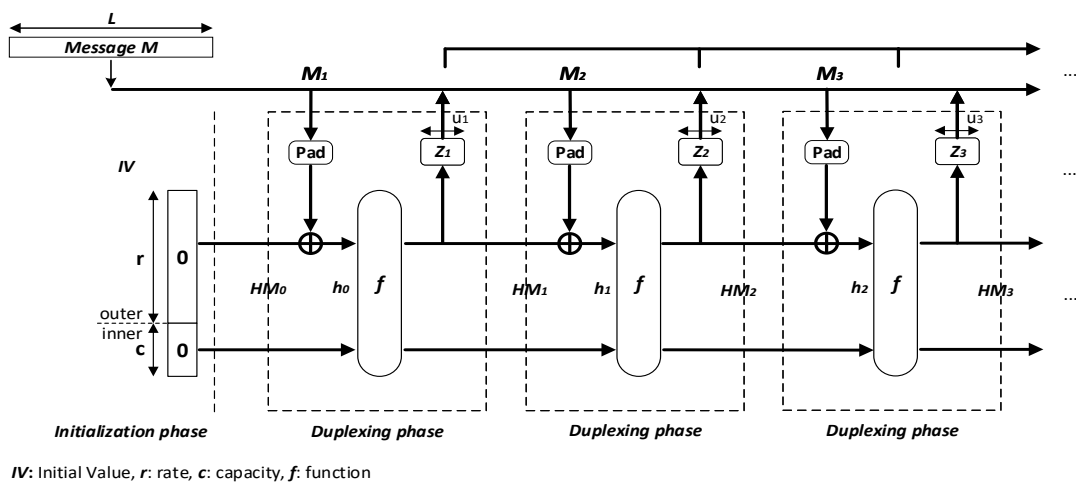 L
Message M
M₁ M₂ M₃ ...
u₁ u₂ u₃
Pad Z₁ Pad Z₂ Pad Z₃
IV ...
r 0
HM₀ h₀ f HM₁ h₁ f HM₂ h₂ f HM₃ ...
outer
inner
c 0
Initialization phase Duplexing phase Duplexing phase Duplexing phase
IV: Initial Value, r: rate, c: capacity, f: function